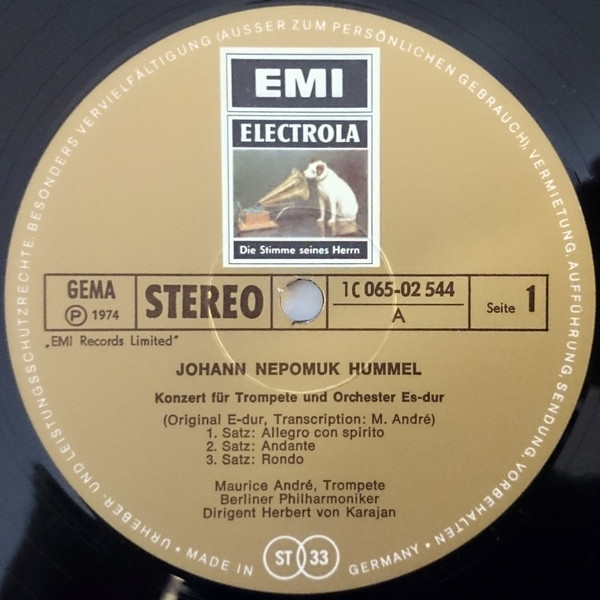 EMI
ELECTROLA
Die Stimme seines Herrn
GEMA
Ⓟ 1974
STEREO
1C 065-02 544
A
Seite 1
„EMI Records Limited”
JOHANN NEPOMUK HUMMEL
Konzert für Trompete und Orchester Es-dur
(Original E-dur, Transcription: M. André)
1. Satz: Allegro con spirito
2. Satz: Andante
3. Satz: Rondo
Maurice André, Trompete
Berliner Philharmoniker
Dirigent Herbert von Karajan
URHEBER- UND LEISTUNGSSCHUTZRECHTE, BESONDERS VERVIELFÄLTIGUNG (AUSSER ZUM PERSÖNLICHEN GEBRAUCH), VERMIETUNG, AUFFÜHRUNG, SENDUNG, VORBEHALTEN
• MADE IN ST 33 GERMANY •